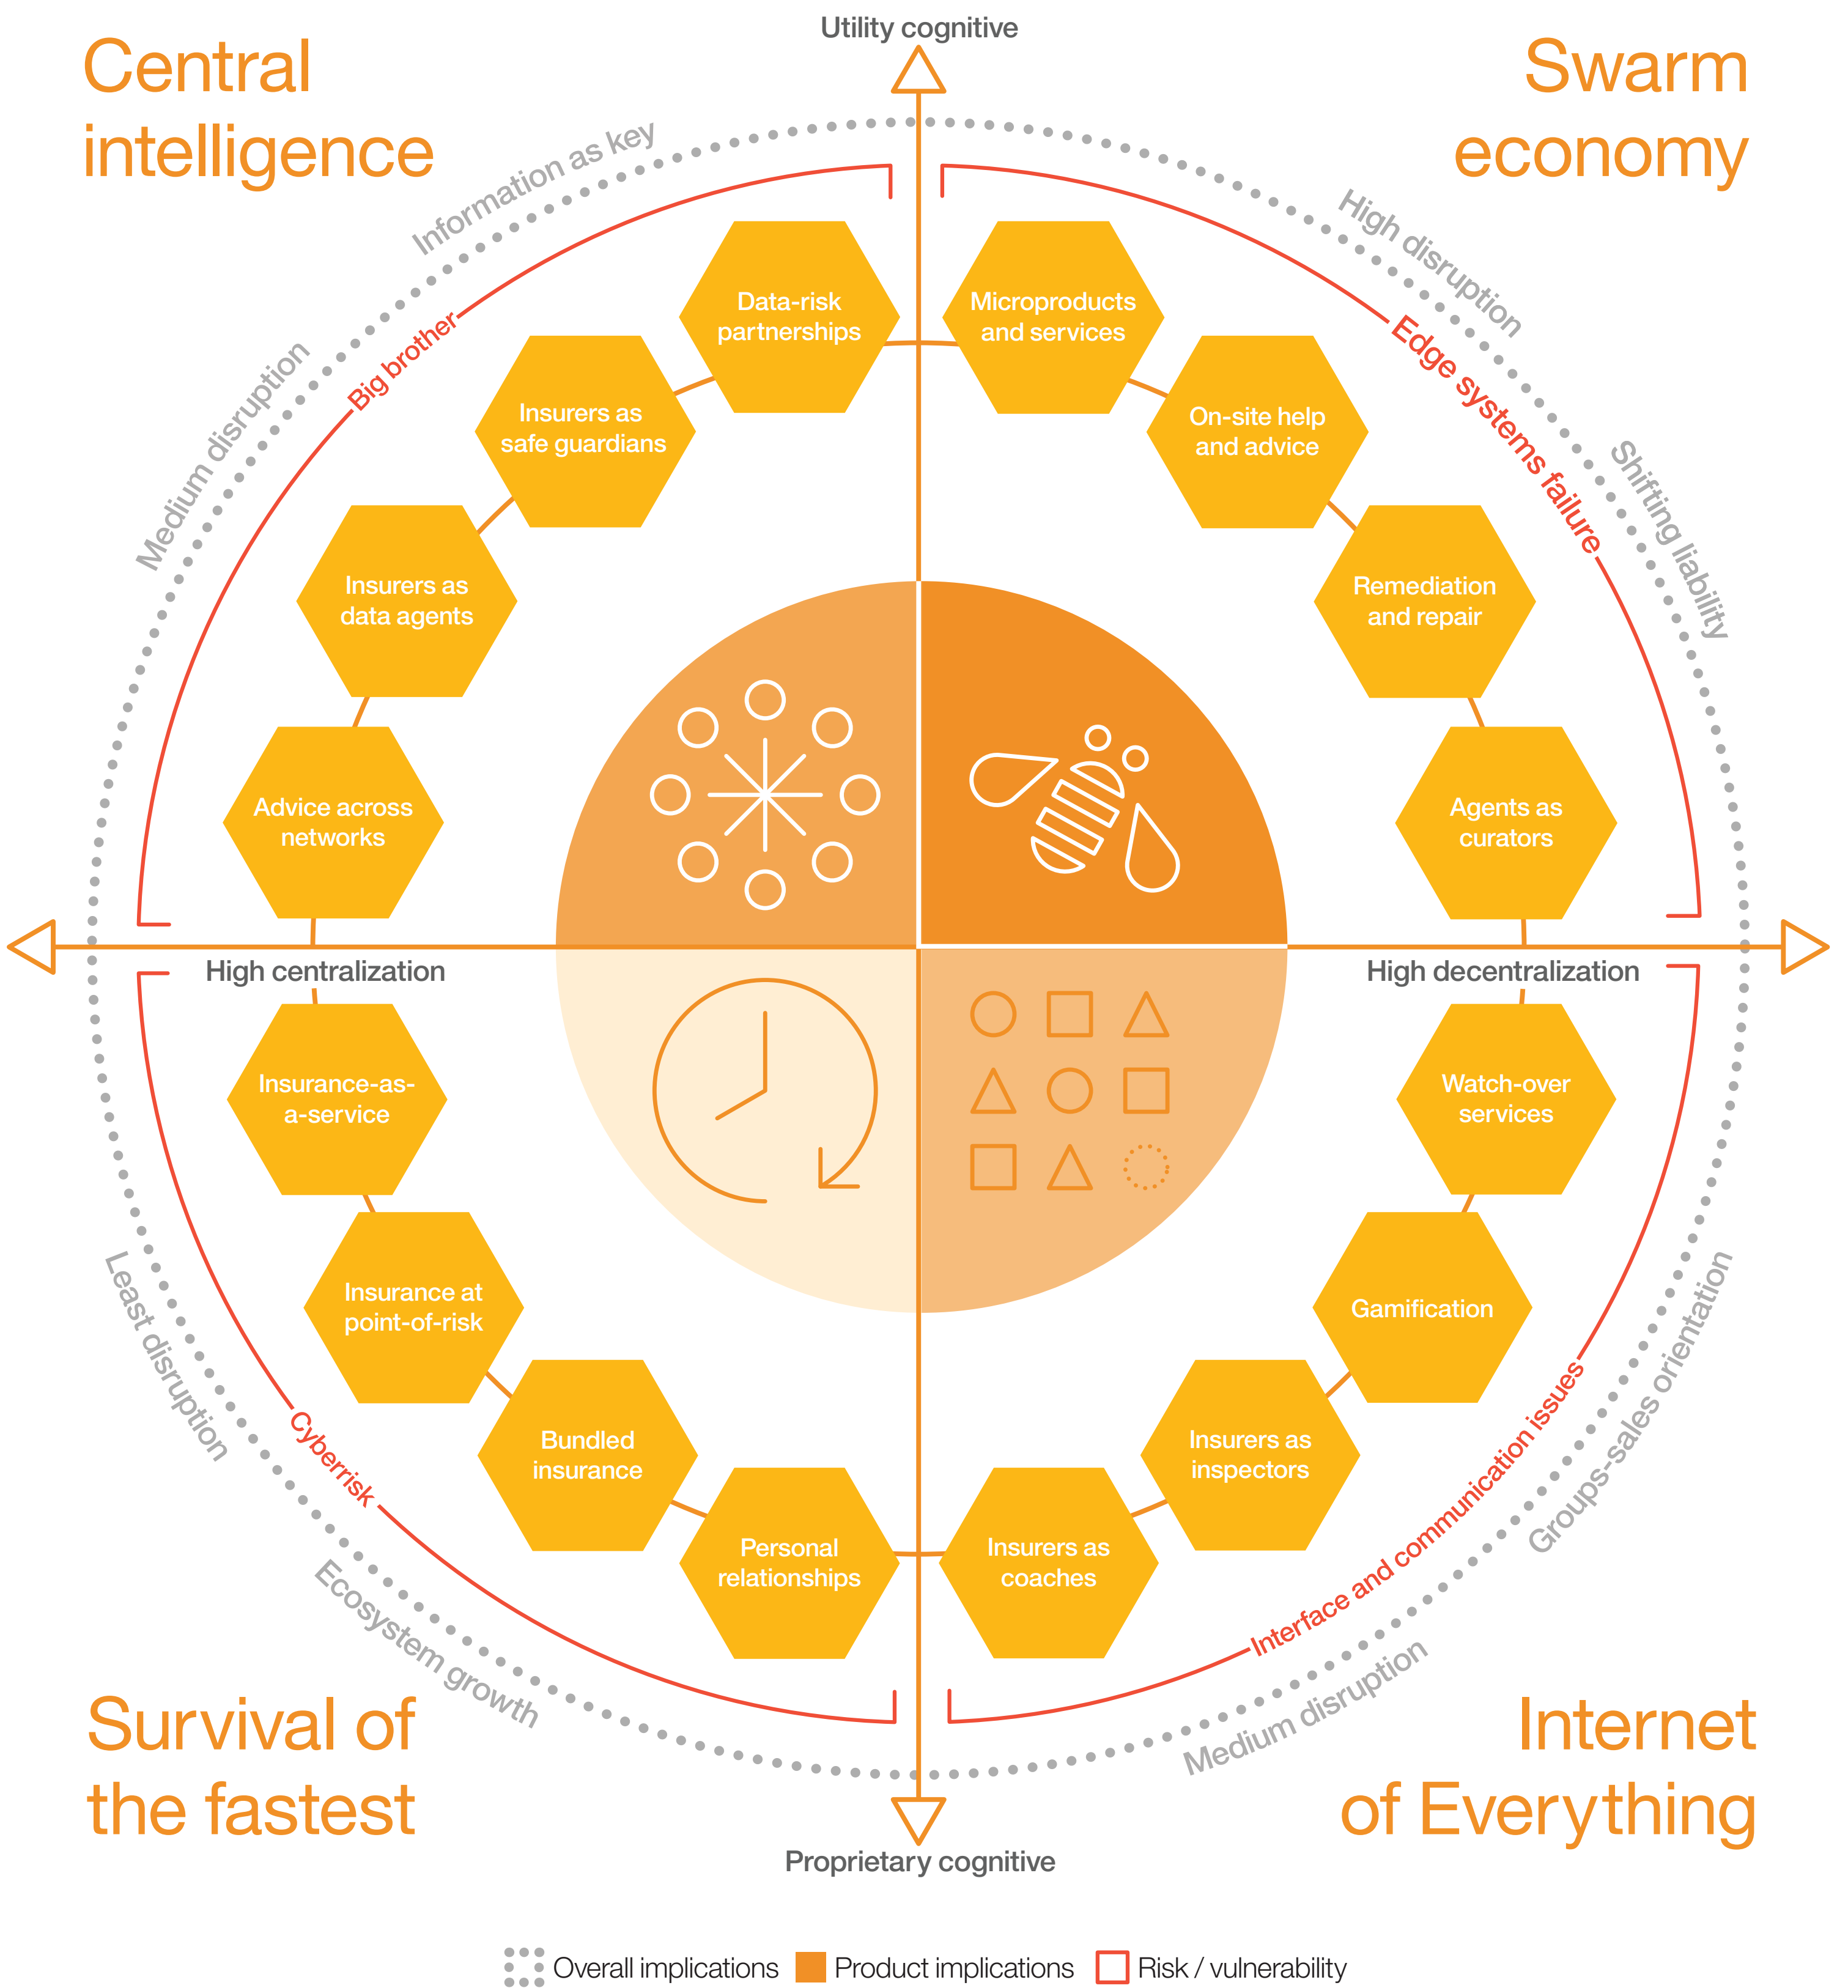 Utility cognitive
Central
intelligence
Swarm
economy
Information as key
Medium disruption
Big brother
Data-risk
partnerships
Insurers as
safe guardians
Insurers as
data agents
Advice across
networks
High disruption
Shifting liability
Edge systems failure
Microproducts
and services
On-site help
and advice
Remediation
and repair
Agents as
curators
High centralization
High decentralization
Insurance-as-
a-service
Insurance at
point-of-risk
Bundled
insurance
Personal
relationships
Cyberrisk
Least disruption
Ecosystem growth
Watch-over
services
Gamification
Insurers as
inspectors
Insurers as
coaches
Interface and communication issues
Groups-sales orientation
Medium disruption
Survival of
the fastest
Internet
of Everything
Proprietary cognitive
Overall implications
Product implications
Risk / vulnerability